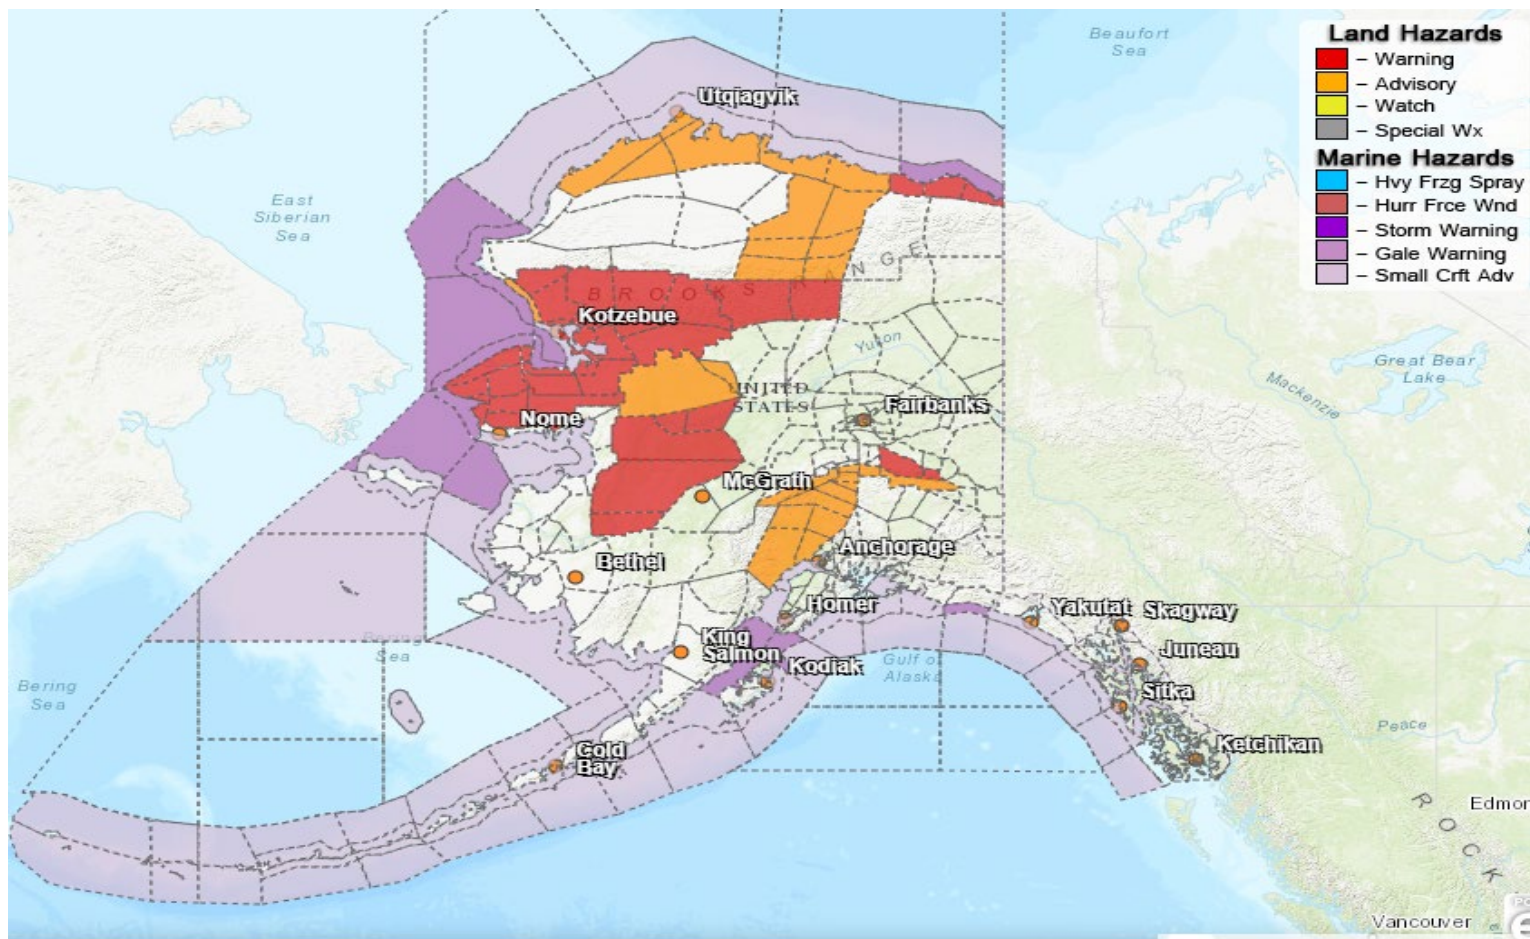 Beaufort
Sea
Land Hazards
– Warning
– Advisory
– Watch
– Special Wx
Marine Hazards
– Hvy Frzg Spray
– Hurr Frce Wnd
– Storm Warning
– Gale Warning
– Small Crft Adv
Utqiagvik
East
Siberian
Sea
BROOKS RANGE
Kotzebue
Yukon
Great Bear
Lake
Mackenzie
UNITED
STATES
Fairbanks
Nome
McGrath
Anchorage
Bethel
Homer
Yakutat
Skagway
King
Salmon
Bering
Sea
Juneau
Kodiak
Gulf of
Alaska
Bering
Sea
Sitka
Peace
Ketchikan
Cold
Bay
Edmor
ROCK
Vancouver